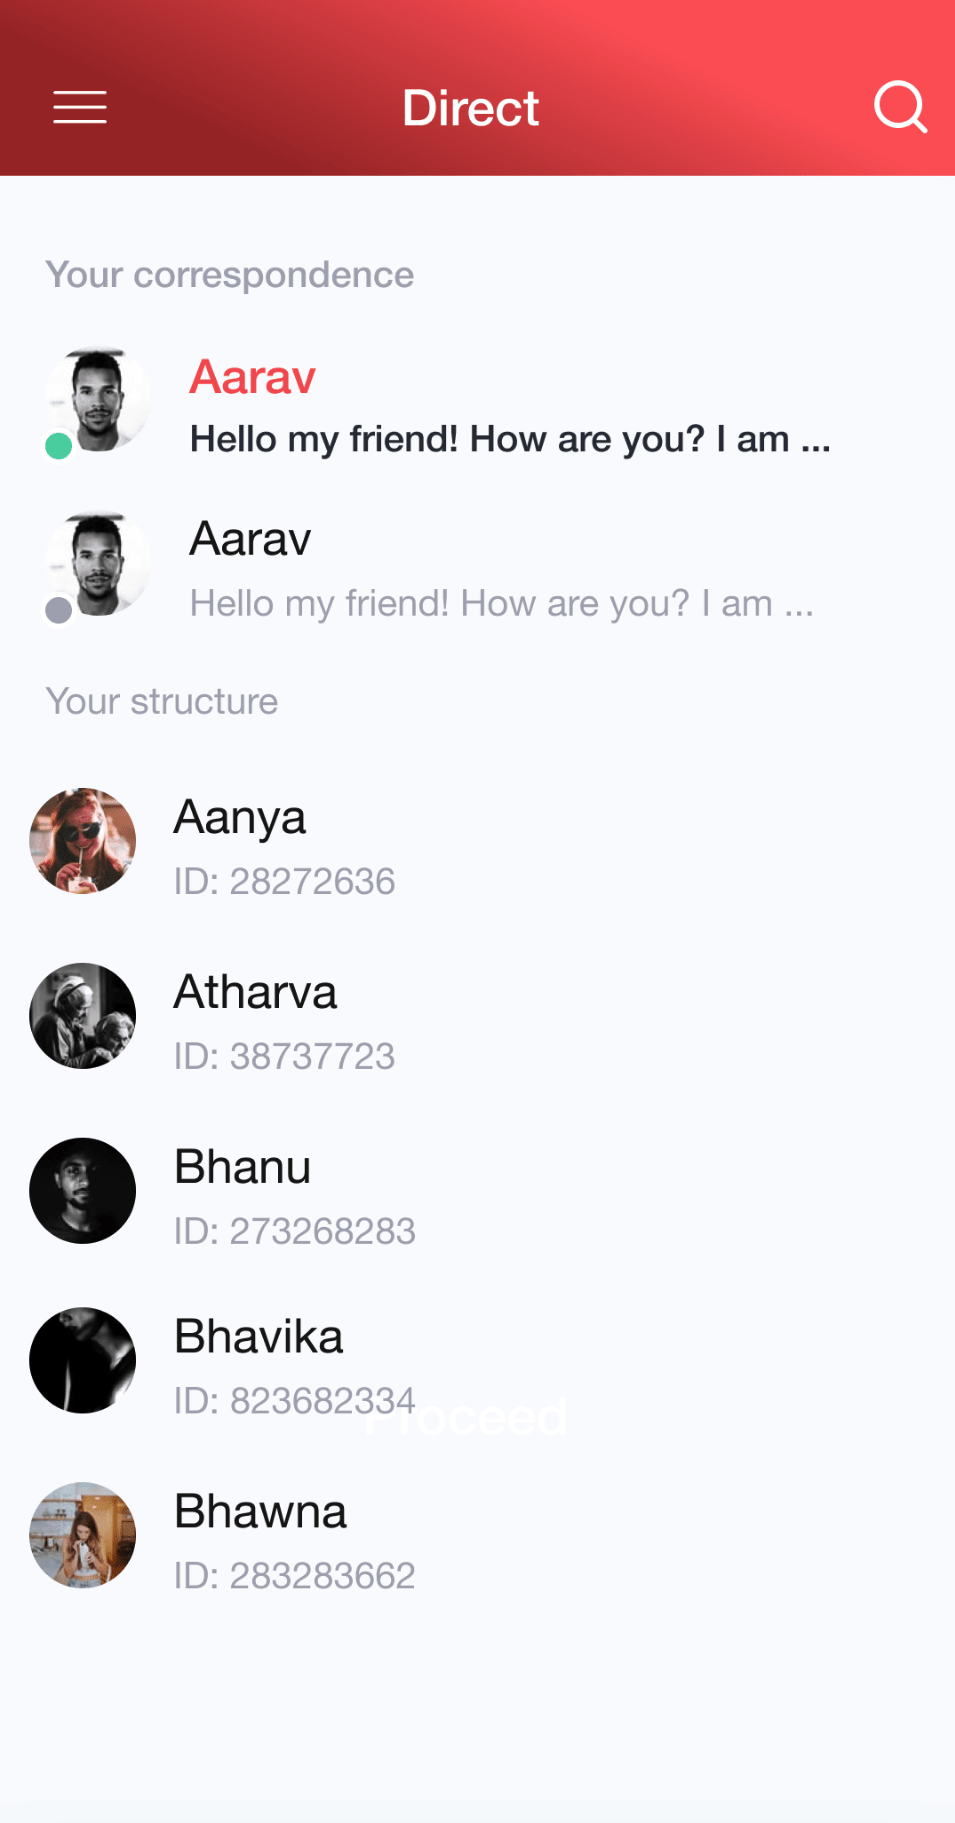 Direct
Your correspondence
Aarav
Hello my friend! How are you? I am ...
Aarav
Hello my friend! How are you? I am ...
Your structure
Aanya
ID: 28272636
Atharva
ID: 38737723
Bhanu
ID: 273268283
Bhavika
ID: 823682334
Proceed
Bhawna
ID: 283283662